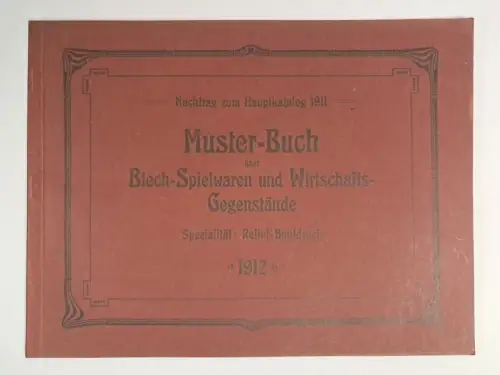 Nachtrag zum Hauptkatalog 1911
Muster-Buch
über
Blech-Spielwaren und Wirtschafts-
Gegenstände
Spezialität: Relief-Buntdruck
1912